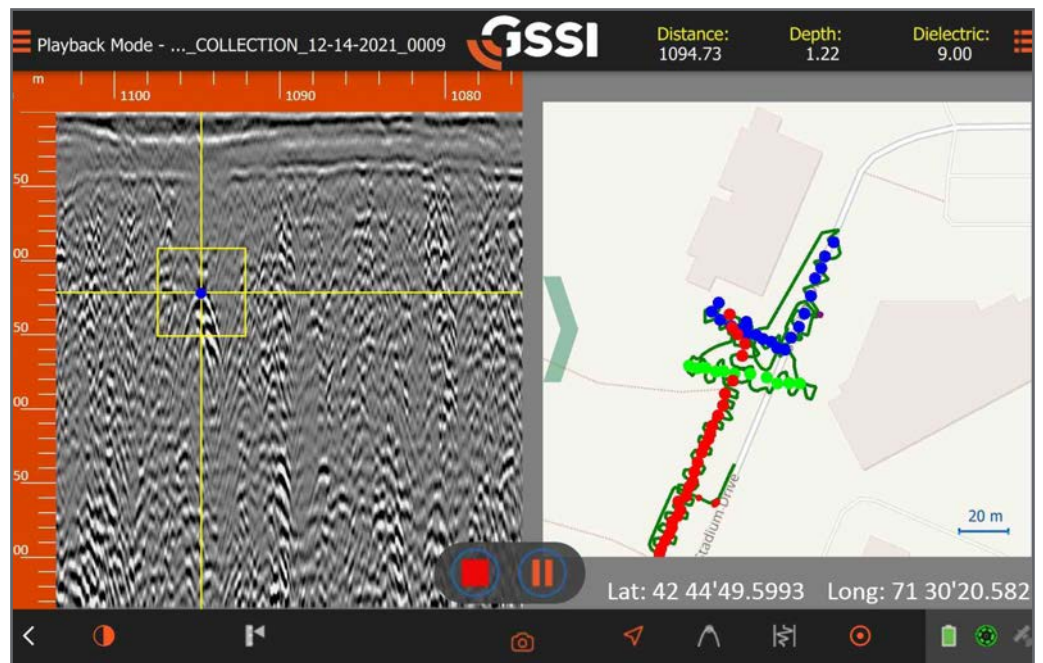 Playback Mode - ..._COLLECTION_12-14-2021_0009
GSSI
Distance: Depth: Dielectric:
1094.73 1.22 9.00
m
1100 1090 1080
50
00
50
00
50
00
Stadium Drive
20 m
Lat: 42 44'49.5993 Long: 71 30'20.582